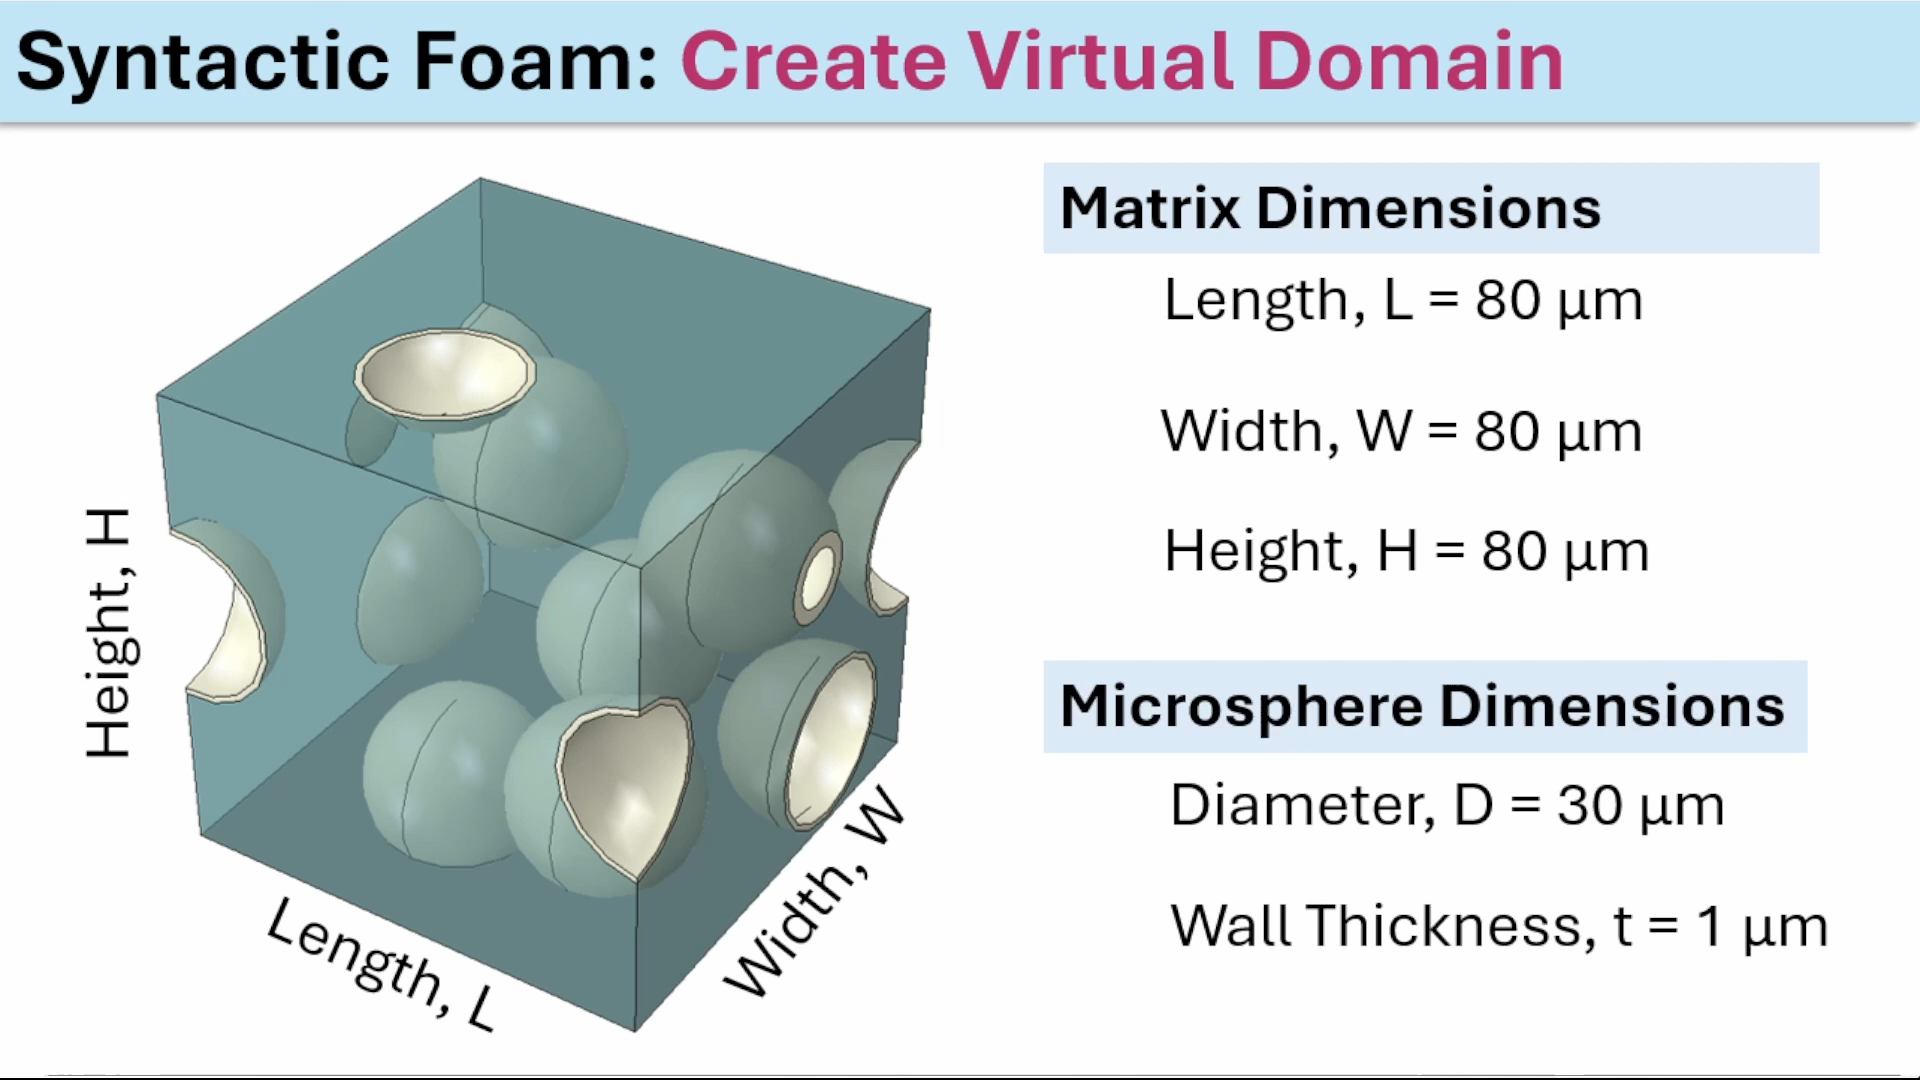 Syntactic Foam: Create Virtual Domain
Height, H
Length, L
Width, W
Matrix Dimensions
Length, L = 80 µm
Width, W = 80 µm
Height, H = 80 µm
Microsphere Dimensions
Diameter, D = 30 µm
Wall Thickness, t = 1 µm